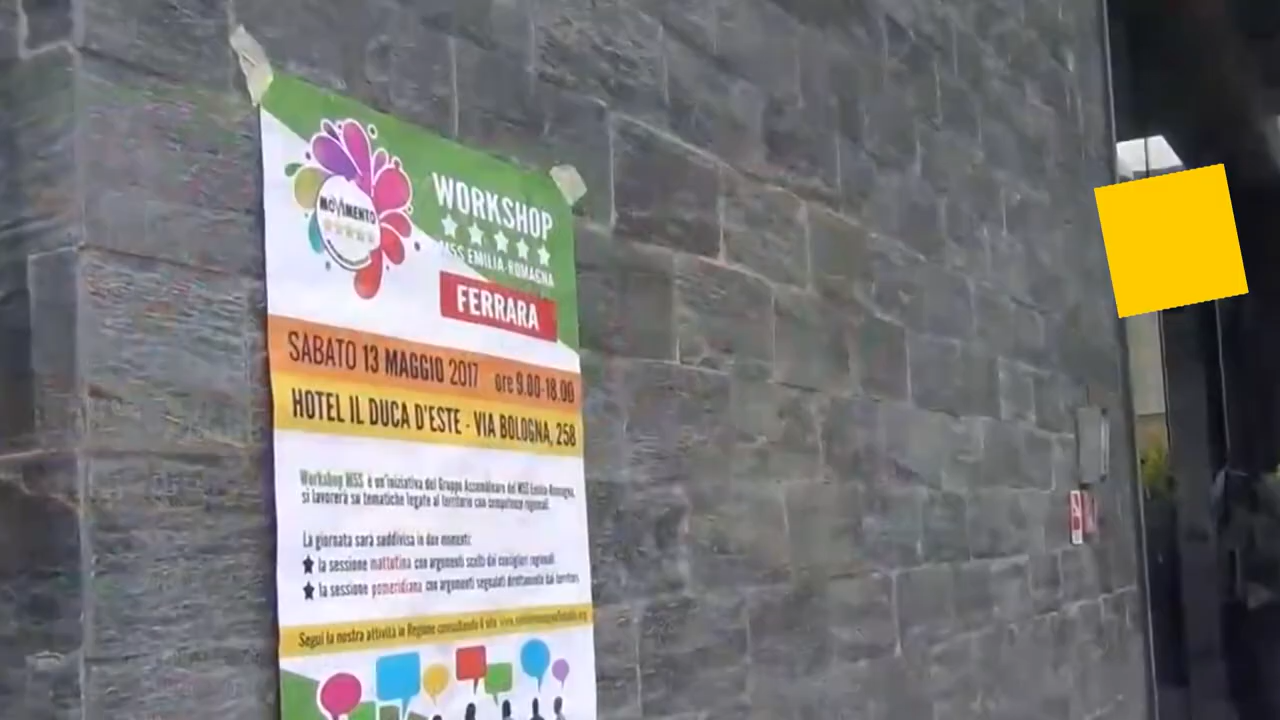 MOVIMENTO
WORKSHOP
M5S EMILIA-ROMAGNA
FERRARA
SABATO 13 MAGGIO 2017 ore 9.00-18.00
HOTEL IL DUCA D'ESTE - VIA BOLOGNA, 258
Workshop M5S è un'iniziativa del Gruppo Assembleare del M5S Emilia-Romagna,
si lavorerà su tematiche legate al territorio con competenze regionali.
La giornata sarà suddivisa in due momenti:
la sessione mattutina con argomenti scelti dai consiglieri regionali
la sessione pomeridiana con argomenti segnalati direttamente dai territori
Segui la nostra attività in Regione consultando il sito